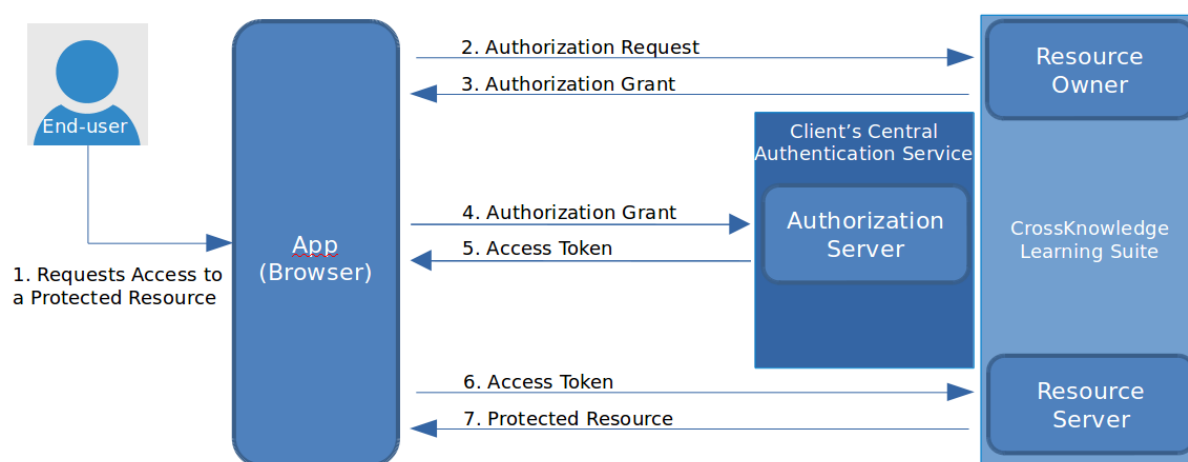 End-user
1. Requests Access to
a Protected Resource
App
(Browser)
2. Authorization Request
3. Authorization Grant
4. Authorization Grant
5. Access Token
6. Access Token
7. Protected Resource
Client’s Central
Authentication Service
Authorization
Server
Resource
Owner
CrossKnowledge
Learning Suite
Resource
Server